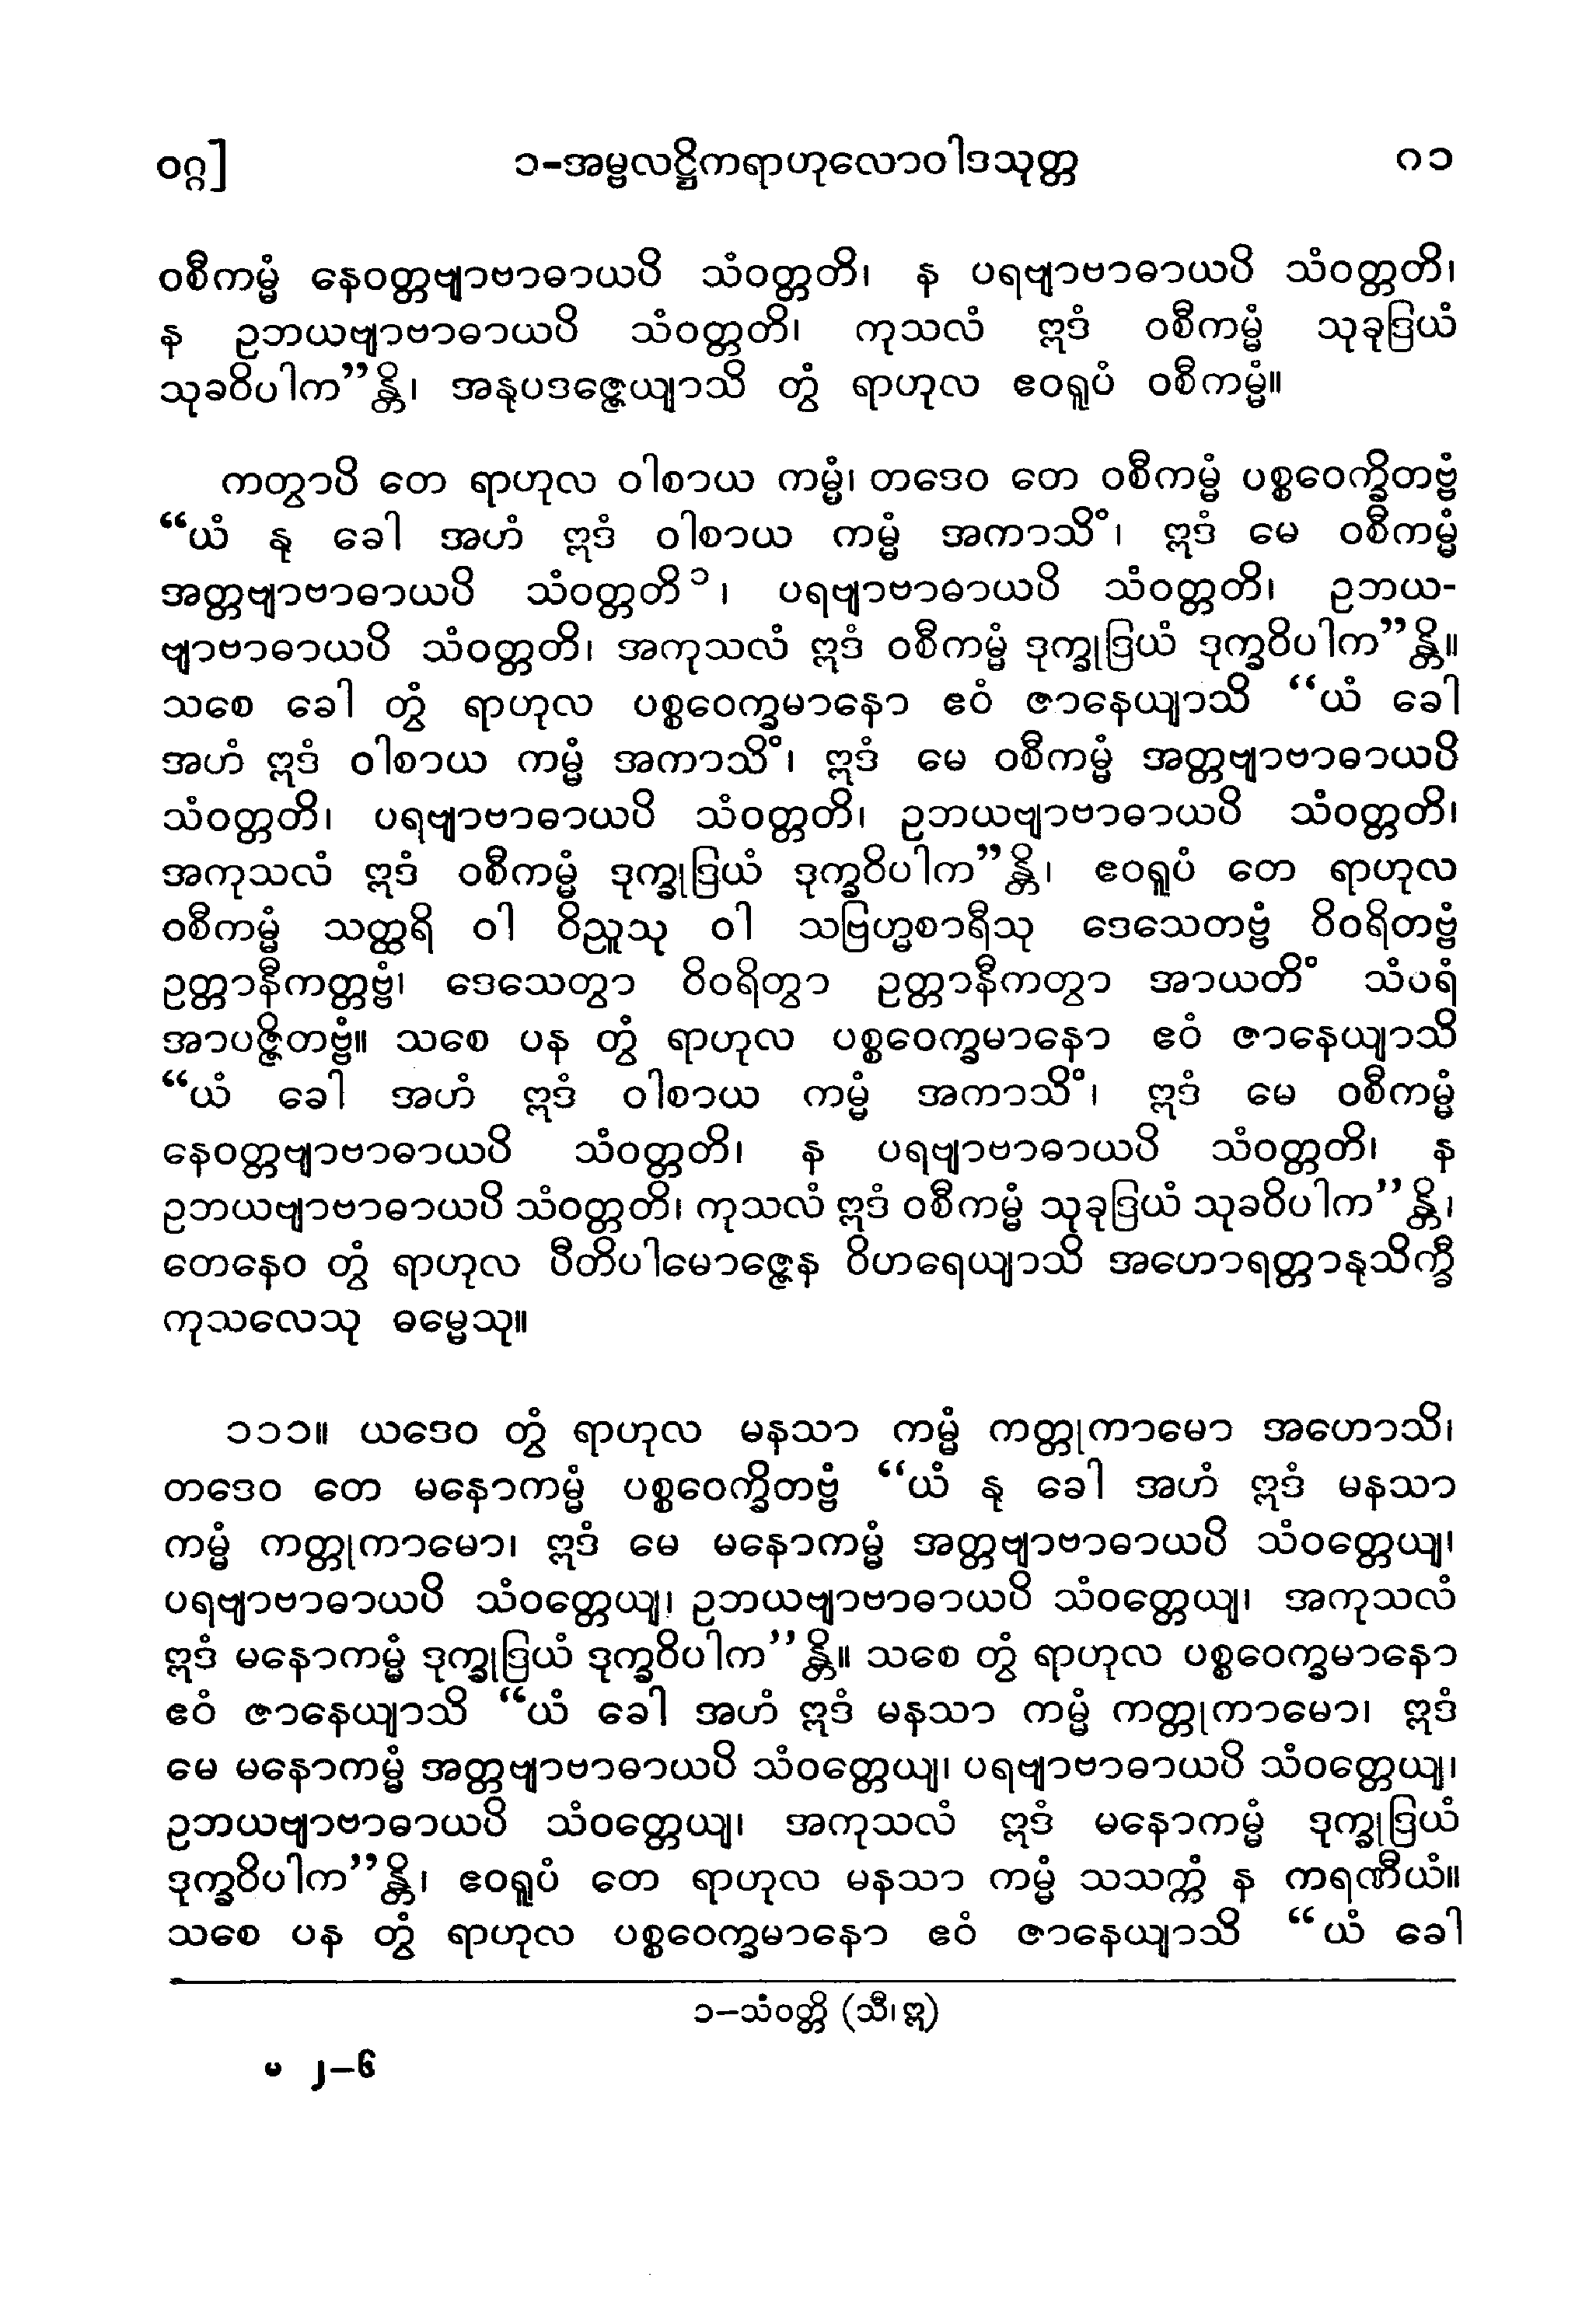 ဝဂ္ဂ]
၁-အမ္ဗလဋ္ဌိကရာဟုလောဝါဒသုတ္တ
၈၁
ဝစီကမ္မံ နေဝတ္တဗျာဗာဓာယပိ သံဝတ္တတိ၊ န ပရဗျာဗာဓာယပိ သံဝတ္တတိ၊
န ဥဘယဗျာဗာဓာယပိ သံဝတ္တတိ၊ ကုသလံ ဣဒံ ဝစီကမ္မံ သုခုဒြယံ
သုခဝိပါက”န္တိ၊ အနုပဒဇ္ဇေယျာသိ တွံ ရာဟုလ ဧဝရူပံ ဝစီကမ္မံ။
ကတွာပိ တေ ရာဟုလ ဝါစာယ ကမ္မံ၊ တဒေဝ တေ ဝစီကမ္မံ ပစ္စဝေက္ခိတဗ္ဗံ
“ယံ နု ခေါ အဟံ ဣဒံ ဝါစာယ ကမ္မံ အကာသိံ၊ ဣဒံ မေ ဝစီကမ္မံ
အတ္တဗျာဗာဓာယပိ သံဝတ္တတိ၁၊ ပရဗျာဗာဓာယပိ သံဝတ္တတိ၊ ဥဘယ-
ဗျာဗာဓာယပိ သံဝတ္တတိ၊ အကုသလံ ဣဒံ ဝစီကမ္မံ ဒုက္ခုဒြယံ ဒုက္ခဝိပါက”န္တိ။
သစေ ခေါ တွံ ရာဟုလ ပစ္စဝေက္ခမာနော ဧဝံ ဇာနေယျာသိ “ယံ ခေါ
အဟံ ဣဒံ ဝါစာယ ကမ္မံ အကာသိံ၊ ဣဒံ မေ ဝစီကမ္မံ အတ္တဗျာဗာဓာယပိ
သံဝတ္တတိ၊ ပရဗျာဗာဓာယပိ သံဝတ္တတိ၊ ဥဘယဗျာဗာဓာယပိ သံဝတ္တတိ၊
အကုသလံ ဣဒံ ဝစီကမ္မံ ဒုက္ခုဒြယံ ဒုက္ခဝိပါက”န္တိ၊ ဧဝရူပံ တေ ရာဟုလ
ဝစီကမ္မံ သတ္ထရိ ဝါ ဝိညူသု ဝါ သဗြဟ္မစာရီသု ဒေသေတဗ္ဗံ ဝိဝရိတဗ္ဗံ
ဥတ္တာနီကတ္တဗ္ဗံ၊ ဒေသေတွာ ဝိဝရိတွာ ဥတ္တာနီကတွာ အာယတိံ သံဝရံ
အာပဇ္ဇိတဗ္ဗံ။ သစေ ပန တွံ ရာဟုလ ပစ္စဝေက္ခမာနော ဧဝံ ဇာနေယျာသိ
“ယံ ခေါ အဟံ ဣဒံ ဝါစာယ ကမ္မံ အကာသိံ၊ ဣဒံ မေ ဝစီကမ္မံ
နေဝတ္တဗျာဗာဓာယပိ သံဝတ္တတိ၊ န ပရဗျာဗာဓာယပိ သံဝတ္တတိ၊ န
ဥဘယဗျာဗာဓာယပိ သံဝတ္တတိ၊ ကုသလံ ဣဒံ ဝစီကမ္မံ သုခုဒြယံ သုခဝိပါက”န္တိ၊
တေနေဝ တွံ ရာဟုလ ပီတိပါမောဇ္ဇေန ဝိဟရေယျာသိ အဟောရတ္တာနုသိက္ခီ
ကုသလေသု ဓမ္မေသု။
၁၁၁။ ယဒေဝ တွံ ရာဟုလ မနသာ ကမ္မံ ကတ္တုကာမော အဟောသိ၊
တဒေဝ တေ မနောကမ္မံ ပစ္စဝေက္ခိတဗ္ဗံ “ယံ နု ခေါ အဟံ ဣဒံ မနသာ
ကမ္မံ ကတ္တုကာမော၊ ဣဒံ မေ မနောကမ္မံ အတ္တဗျာဗာဓာယပိ သံဝတ္တေယျ၊
ပရဗျာဗာဓာယပိ သံဝတ္တေယျ၊ ဥဘယဗျာဗာဓာယပိ သံဝတ္တေယျ၊ အကုသလံ
ဣဒံ မနောကမ္မံ ဒုက္ခုဒြယံ ဒုက္ခဝိပါက”န္တိ။ သစေ တွံ ရာဟုလ ပစ္စဝေက္ခမာနော
ဧဝံ ဇာနေယျာသိ “ယံ ခေါ အဟံ ဣဒံ မနသာ ကမ္မံ ကတ္တုကာမော၊ ဣဒံ
မေ မနောကမ္မံ အတ္တဗျာဗာဓာယပိ သံဝတ္တေယျ၊ ပရဗျာဗာဓာယပိ သံဝတ္တေယျ၊
ဥဘယဗျာဗာဓာယပိ သံဝတ္တေယျ၊ အကုသလံ ဣဒံ မနောကမ္မံ ဒုက္ခုဒြယံ
ဒုက္ခဝိပါက”န္တိ၊ ဧဝရူပံ တေ ရာဟုလ မနသာ ကမ္မံ သသက္ကံ န ကရဏီယံ။
သစေ ပန တွံ ရာဟုလ ပစ္စဝေက္ခမာနော ဧဝံ ဇာနေယျာသိ “ယံ ခေါ
၁-သံဝတ္တိ (သီ၊ ဣ)
မ ၂-၆